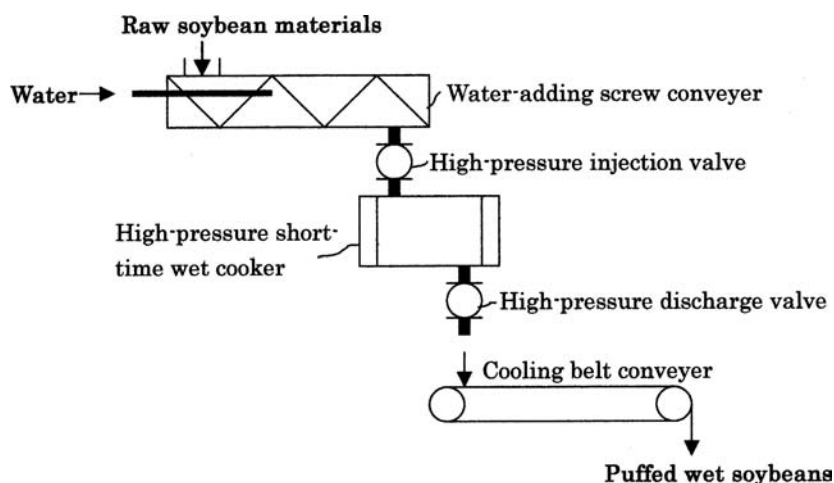 Raw soybean materials
Water
Water-adding screw conveyer
High-pressure injection valve
High-pressure short-
time wet cooker
High-pressure discharge valve
Cooling belt conveyer
Puffed wet soybeans